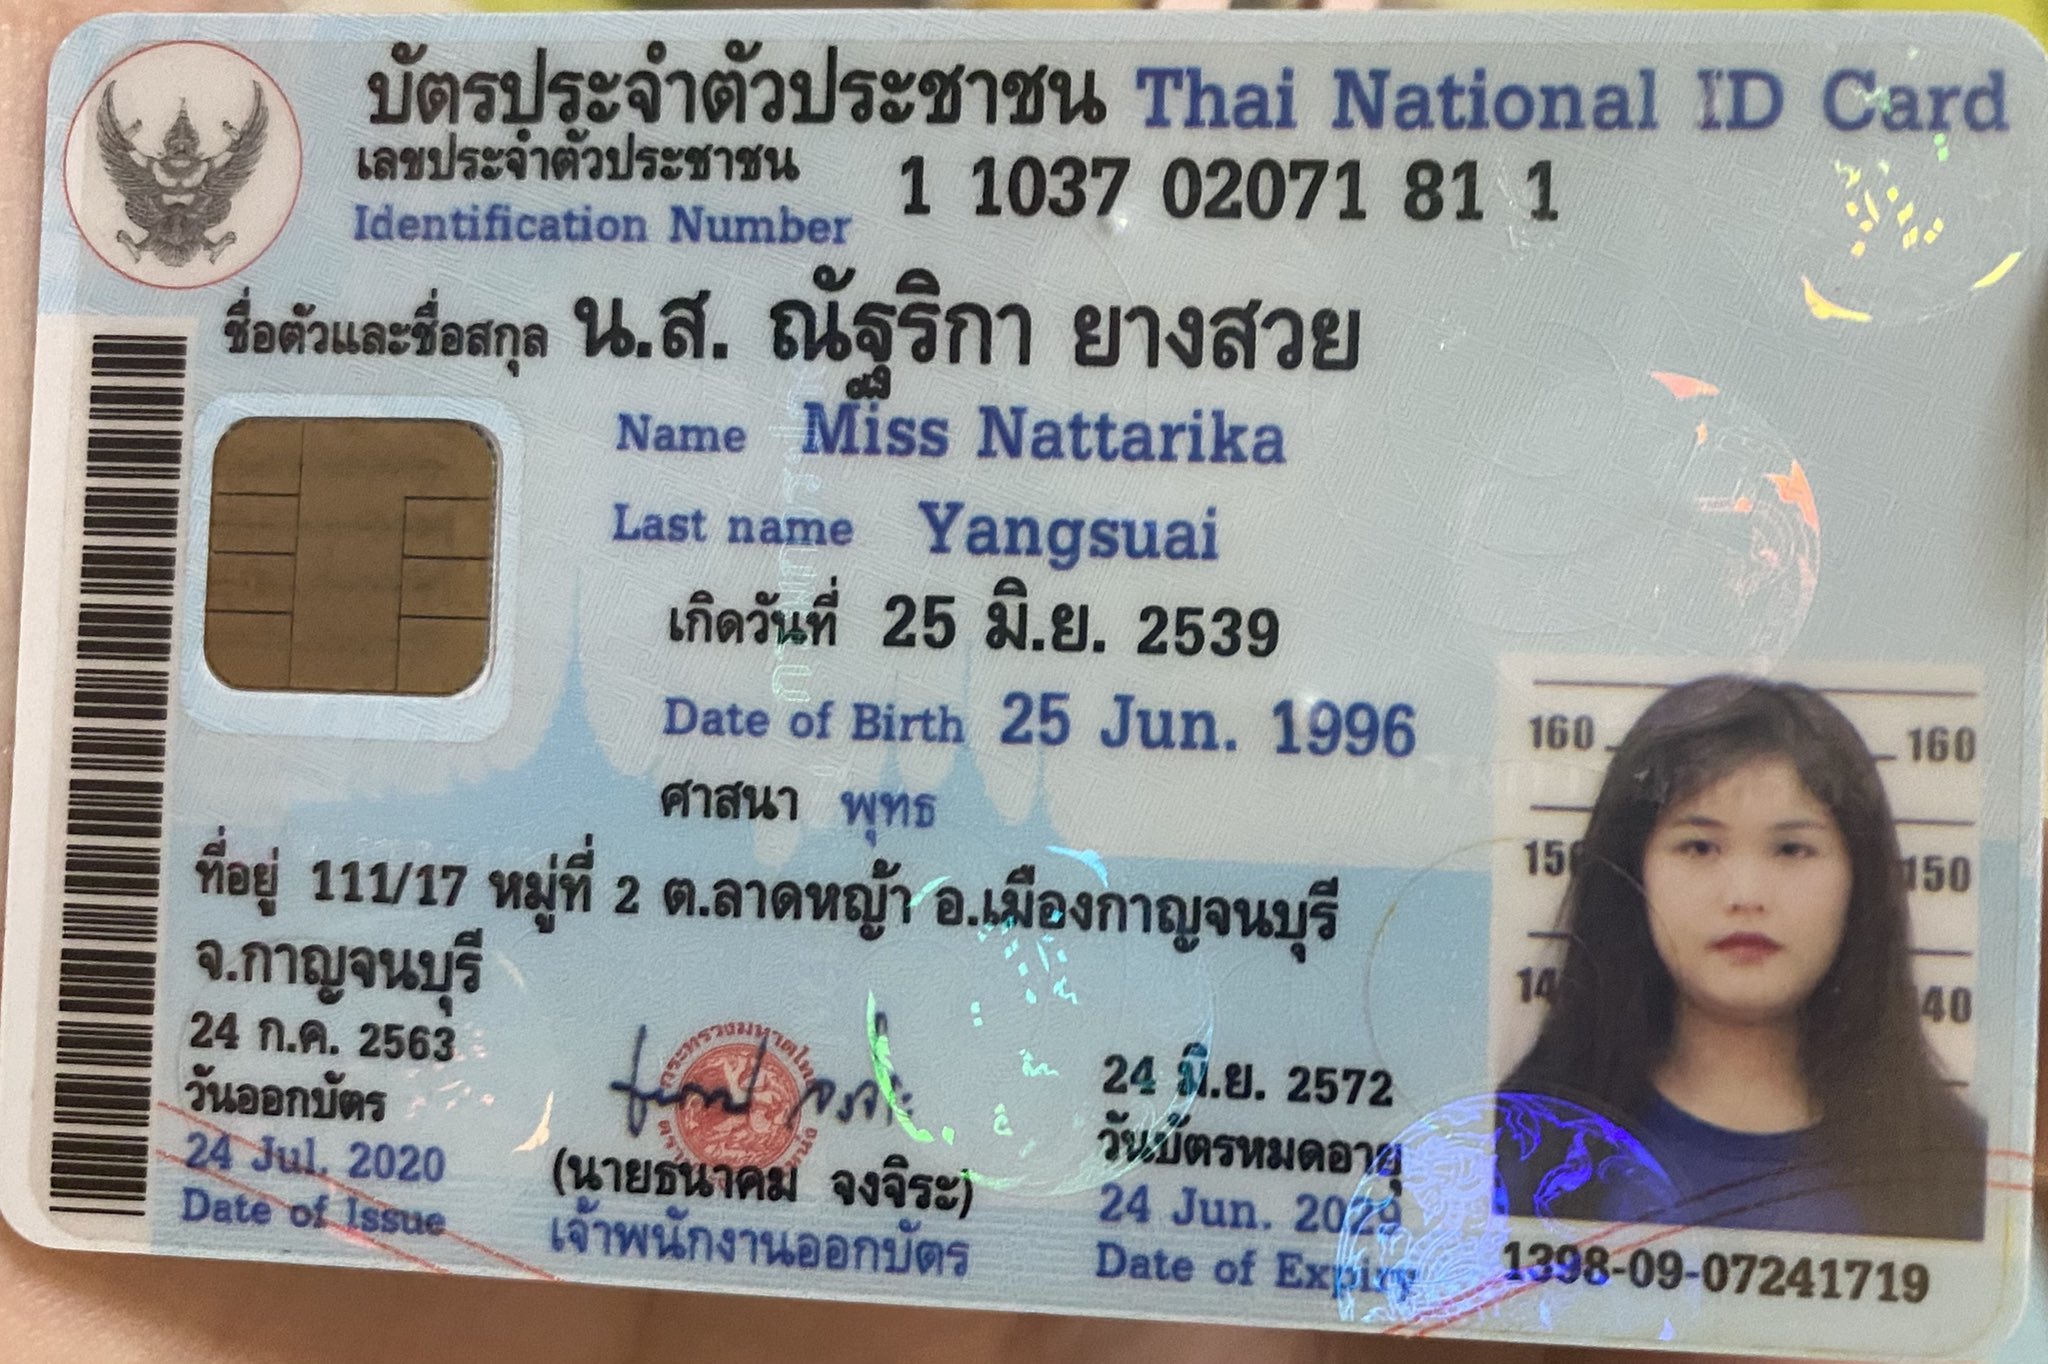 บัตรประจำตัวประชาชน Thai National ID Card
เลขประจำตัวประชาชน 1 1037 02071 81 1
Identification Number
ชื่อตัวและชื่อสกุล น.ส. ณัฐริกา ยางสวย
Name Miss Nattarika
Last name Yangsuai
เกิดวันที่ 25 มิ.ย. 2539
Date of Birth 25 Jun. 1996
ศาสนา พุทธ
ที่อยู่ 111/17 หมู่ที่ 2 ต.ลาดหญ้า อ.เมืองกาญจนบุรี
จ.กาญจนบุรี
24 ก.ค. 2563
วันออกบัตร
24 Jul. 2020
Date of Issue
(นายธนาคม จงจิระ)
เจ้าพนักงานออกบัตร
24 มิ.ย. 2572
วันบัตรหมดอายุ
24 Jun. 2029
Date of Expiry
160 160
150 150
1398-09-07241719